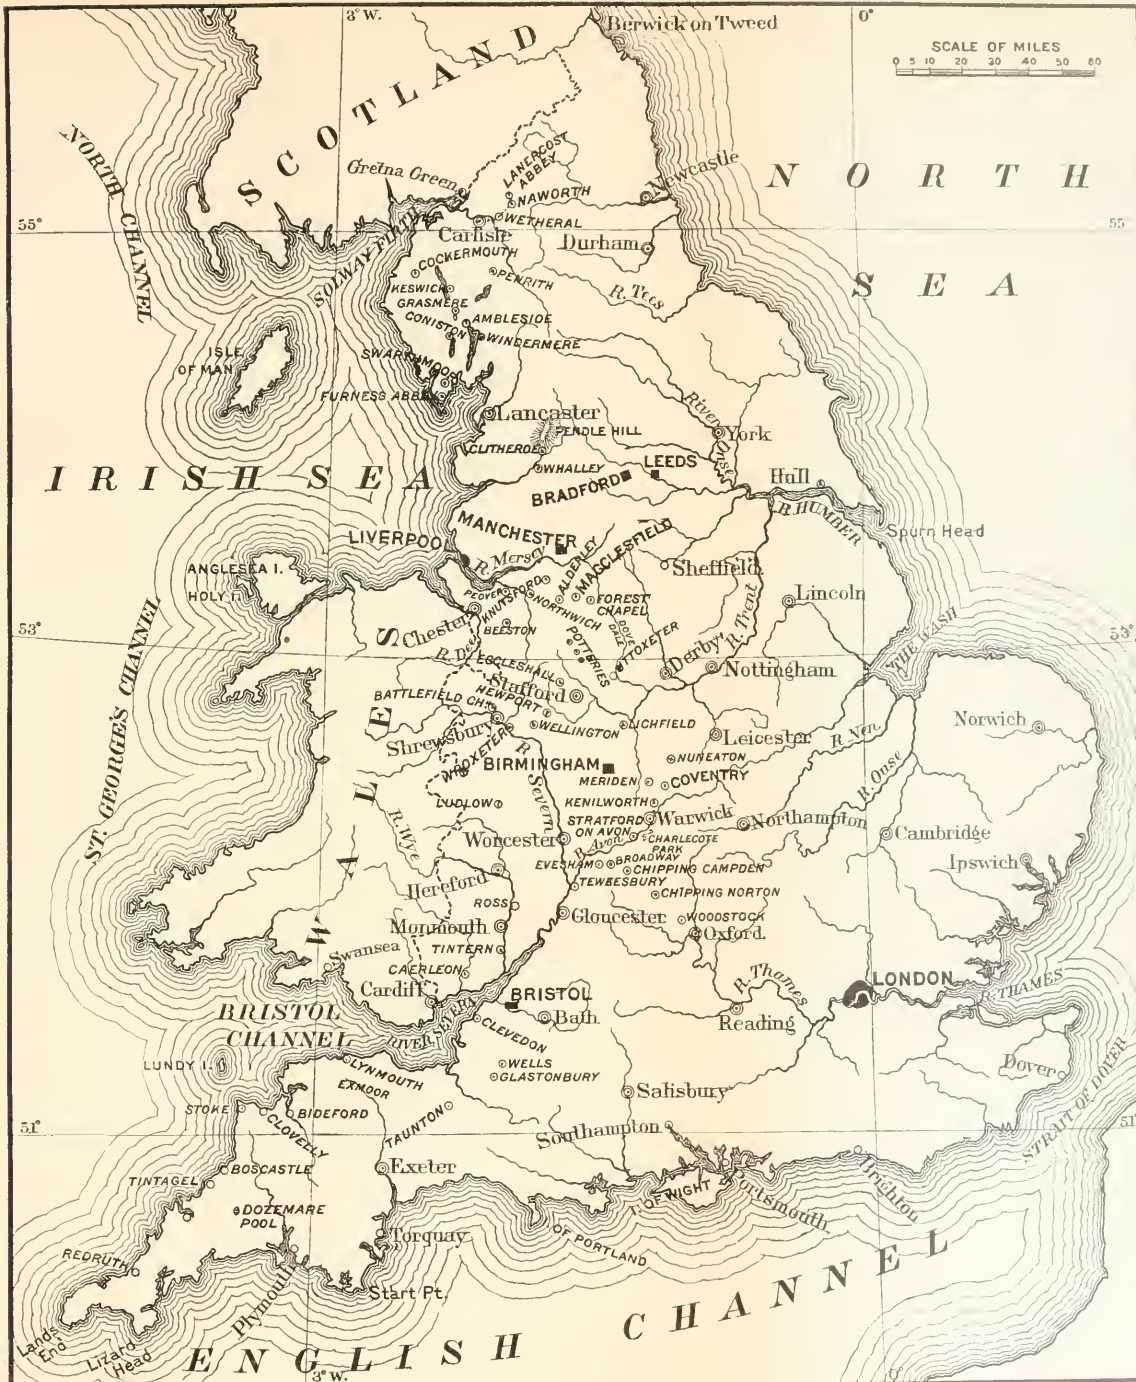 3° W.
0°
Berwick on Tweed
SCALE OF MILES
0 5 10 20 30 40 50 60
SCOTLAND
NORTH CHANNEL
LANERCOST
ABBEY
Gretna Green
NAWORTH
Newcastle
NORTH
SEA
WETHERAL
55°
55
Carlisle
Durham
SOLWAY FIRTH
COCKERMOUTH
PENRITH
KESWICK
R. Tees
GRASMERE
AMBLESIDE
CONISTON
WINDERMERE
ISLE
OF MAN
SWARTHMOOR
FURNESS ABBEY
Lancaster
PENDLE HILL
River Ouse
York
CLITHEROE
WHALLEY
LEEDS
BRADFORD
IRISH SEA
Hull
R. HUMBER
Spurn Head
MANCHESTER
LIVERPOOL
R. Mersey
ALDERLEY
MACCLESFIELD
Sheffield
ANGLESEA I.
HOLY I.
PEOVER
KNUTSFORD
NORTHWICH
FOREST
CHAPEL
Lincoln
Chester
BEESTON
DOVE
DALE
R. Trent
ST. GEORGE'S CHANNEL
53°
53°
THE WASH
R. Dee
ECCLESHALL
POTTERIES
UTTOXETER
Derby
Nottingham
Stafford
BATTLEFIELD CH.
NEWPORT
WELLINGTON
LICHFIELD
Shrewsbury
WROXETER
Leicester
R. Nen
Norwich
WALES
BIRMINGHAM
NUNEATON
MERIDEN
COVENTRY
R. Ouse
R. Severn
LUDLOW
KENILWORTH
STRATFORD
ON AVON
Warwick
Northampton
Cambridge
R. Wye
Worcester
R. Avon
CHARLECOTE
PARK
Ipswich
EVESHAM
BROADWAY
CHIPPING CAMPDEN
Hereford
TEWKESBURY
CHIPPING NORTON
ROSS
Gloucester
WOODSTOCK
Monmouth
Oxford.
Swansea
TINTERN
CAERLEON
R. Thames
LONDON
R. THAMES
Cardiff
BRISTOL
BRISTOL
CHANNEL
RIVER SEVERN
Bath
Reading
CLEVEDON
LUNDY I.
LYNMOUTH
WELLS
GLASTONBURY
EXMOOR
Dover
STRAIT OF DOVER
Salisbury
STOKE
CLOVELLY
BIDEFORD
TAUNTON
51°
51°
Southampton
BOSCASTLE
Exeter
TINTAGEL
I. OF WIGHT
Portsmouth
Brighton
DOZEMARE
POOL
Torquay
OF PORTLAND
REDRUTH
Plymouth
Start Pt.
Lands
End
Lizard
Head
ENGLISH CHANNEL
3° W.
0°